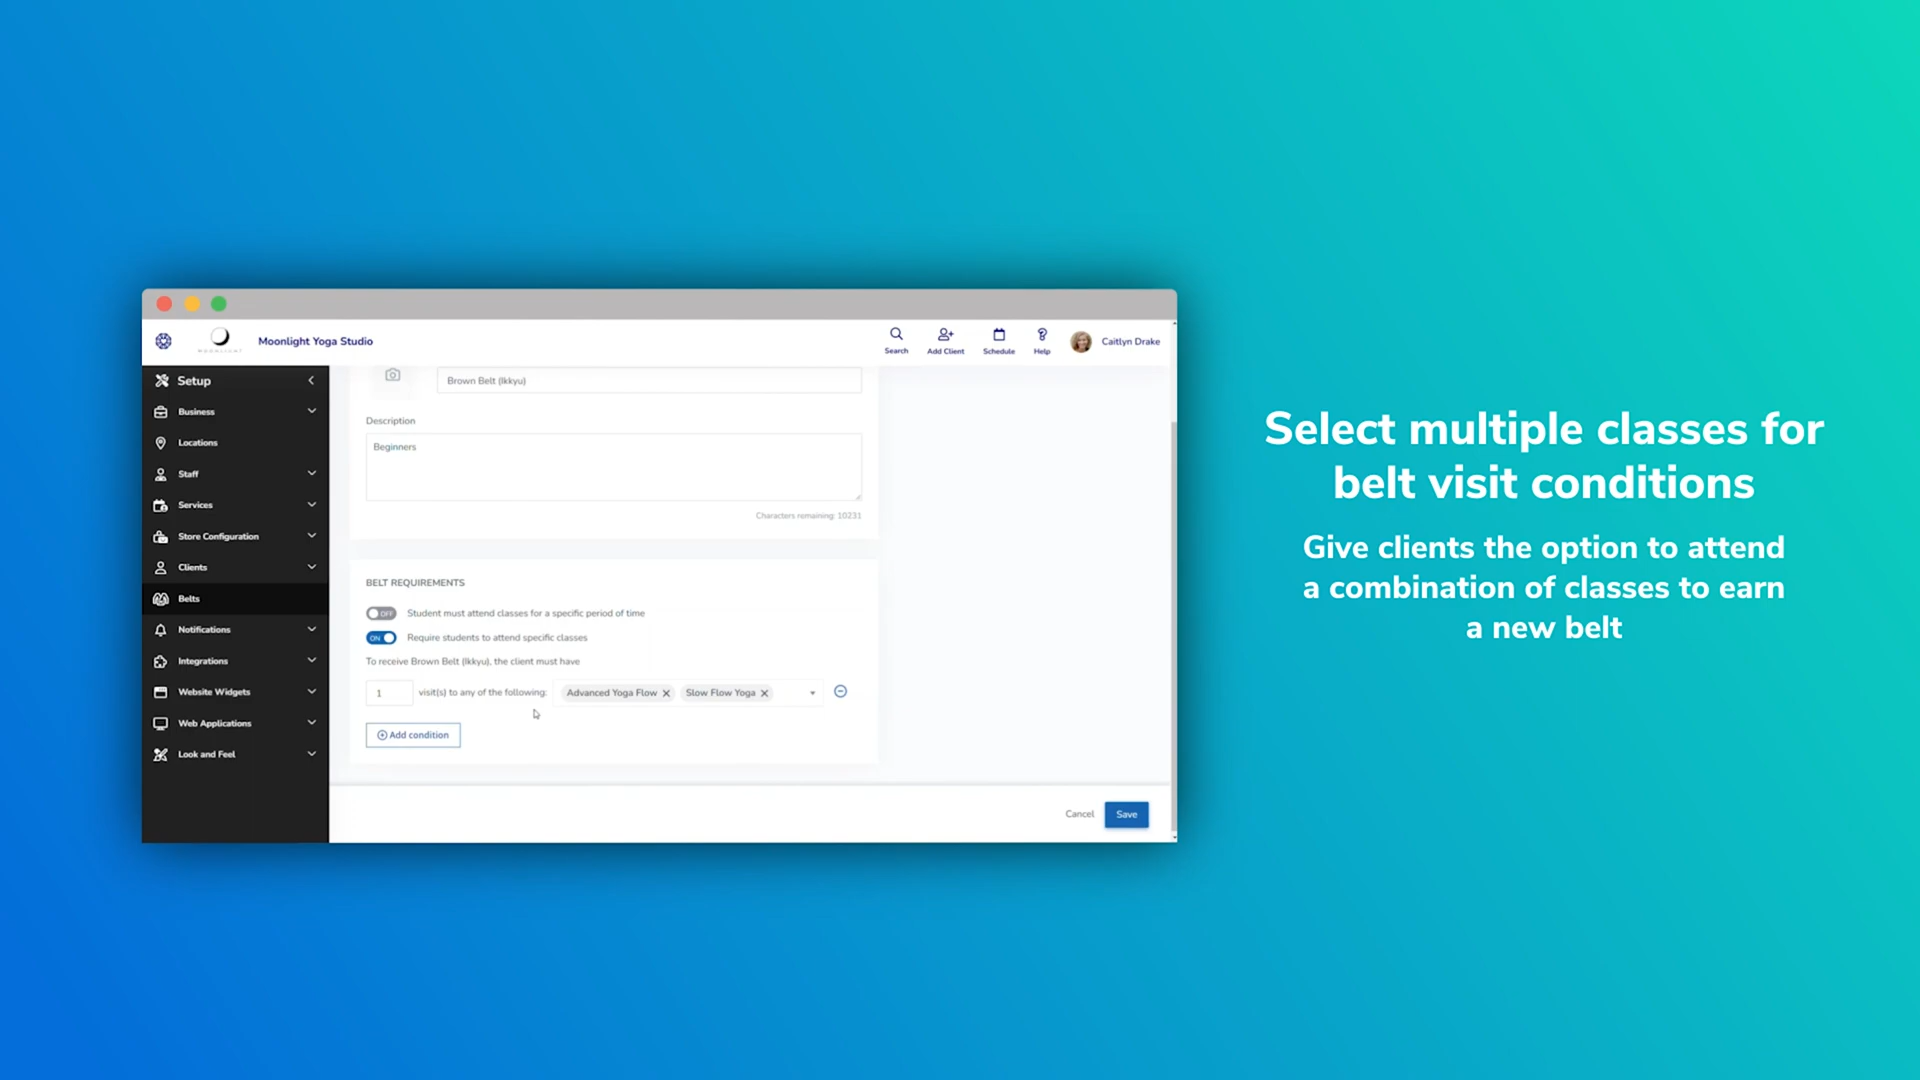 Moonlight Yoga Studio
MOONLIGHT
Search
Add Client
Schedule
Help
Caitlyn Drake
Setup
Business
Locations
Staff
Services
Store Configuration
Clients
Belts
Notifications
Integrations
Website Widgets
Web Applications
Look and Feel
Brown Belt (Ikkyu)
Description
Beginners
Characters remaining: 10231
BELT REQUIREMENTS
OFF Student must attend classes for a specific period of time
ON Require students to attend specific classes
To receive Brown Belt (Ikkyu), the client must have
1 visit(s) to any of the following: Advanced Yoga Flow Slow Flow Yoga
Add condition
Cancel
Save
Select multiple classes for
belt visit conditions
Give clients the option to attend
a combination of classes to earn
a new belt